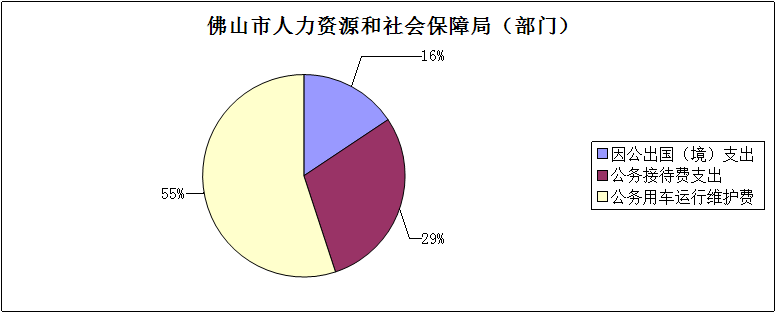 佛山市人力资源和社会保障局（部门）
16%
55%
29%
因公出国（境）支出
公务接待费支出
公务用车运行维护费